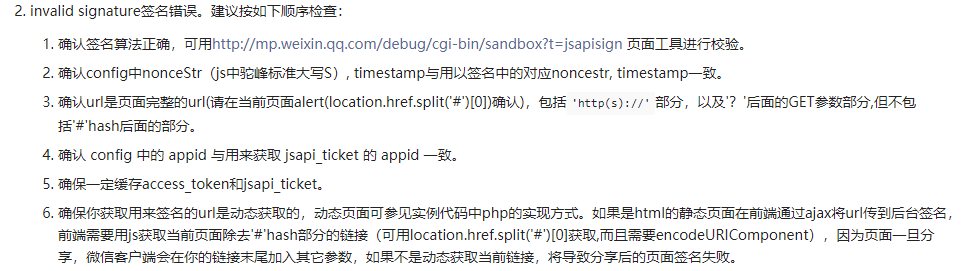 2. invalid signature签名错误。建议按如下顺序检查：
1. 确认签名算法正确，可用http://mp.weixin.qq.com/debug/cgi-bin/sandbox?t=jsapisign 页面工具进行校验。
2. 确认config中nonceStr（js中驼峰标准大写S）, timestamp与用以签名中的对应noncestr, timestamp一致。
3. 确认url是页面完整的url(请在当前页面alert(location.href.split('#')[0])确认)，包括'http(s)://'部分，以及'？'后面的GET参数部分,但不包
括'#'hash后面的部分。
4. 确认 config 中的 appid 与用来获取 jsapi_ticket 的 appid 一致。
5. 确保一定缓存access_token和jsapi_ticket。
6. 确保你获取用来签名的url是动态获取的，动态页面可参见实例代码中php的实现方式。如果是html的静态页面在前端通过ajax将url传到后台签名，
前端需要用js获取当前页面除去'#'hash部分的链接（可用location.href.split('#')[0]获取,而且需要encodeURIComponent），因为页面一旦分
享，微信客户端会在你的链接末尾加入其它参数，如果不是动态获取当前链接，将导致分享后的页面签名失败。